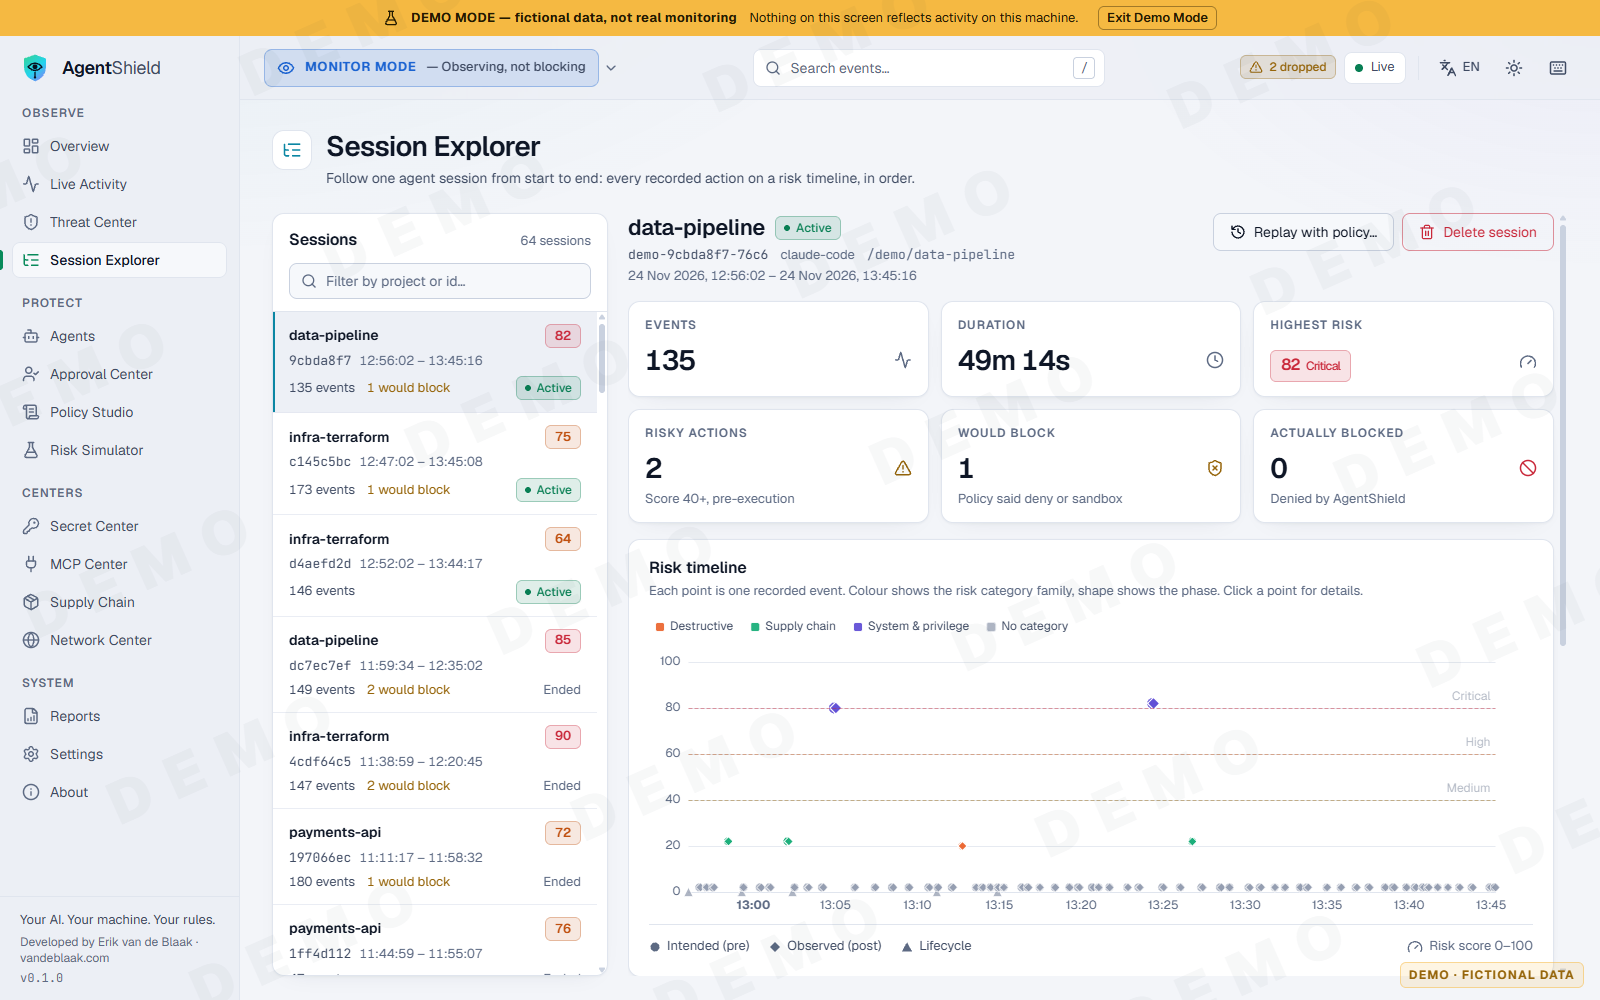 DEMO MODE — fictional data, not real monitoring Nothing on this screen reflects activity on this machine. Exit Demo Mode
AgentShield
MONITOR MODE — Observing, not blocking
Search events… /
2 dropped
Live
EN
OBSERVE
Overview
Live Activity
Threat Center
Session Explorer
PROTECT
Agents
Approval Center
Policy Studio
Risk Simulator
CENTERS
Secret Center
MCP Center
Supply Chain
Network Center
SYSTEM
Reports
Settings
About
Your AI. Your machine. Your rules.
Developed by Erik van de Blaak ·
vandeblaak.com
v0.1.0
Session Explorer
Follow one agent session from start to end: every recorded action on a risk timeline, in order.
Sessions 64 sessions
Filter by project or id…
data-pipeline 82
9cbda8f7 12:56:02 – 13:45:16
135 events 1 would block Active
infra-terraform 75
c145c5bc 12:47:02 – 13:45:08
173 events 1 would block Active
infra-terraform 64
d4aefd2d 12:52:02 – 13:44:17
146 events Active
data-pipeline 85
dc7ec7ef 11:59:34 – 12:35:02
149 events 2 would block Ended
infra-terraform 90
4cdf64c5 11:38:59 – 12:20:45
147 events 2 would block Ended
payments-api 72
197066ec 11:11:17 – 11:58:32
180 events 1 would block Ended
payments-api 76
1ff4d112 11:44:59 – 11:55:07
data-pipeline Active
demo-9cbda8f7-76c6 claude-code /demo/data-pipeline
24 Nov 2026, 12:56:02 – 24 Nov 2026, 13:45:16
Replay with policy… Delete session
EVENTS
135
DURATION
49m 14s
HIGHEST RISK
82 Critical
RISKY ACTIONS
2
Score 40+, pre-execution
WOULD BLOCK
1
Policy said deny or sandbox
ACTUALLY BLOCKED
0
Denied by AgentShield
Risk timeline
Each point is one recorded event. Colour shows the risk category family, shape shows the phase. Click a point for details.
Destructive Supply chain System & privilege No category
100
80 Critical
60 High
40 Medium
20
0
13:00 13:05 13:10 13:15 13:20 13:25 13:30 13:35 13:40 13:45
Intended (pre) Observed (post) Lifecycle Risk score 0–100
DEMO · FICTIONAL DATA